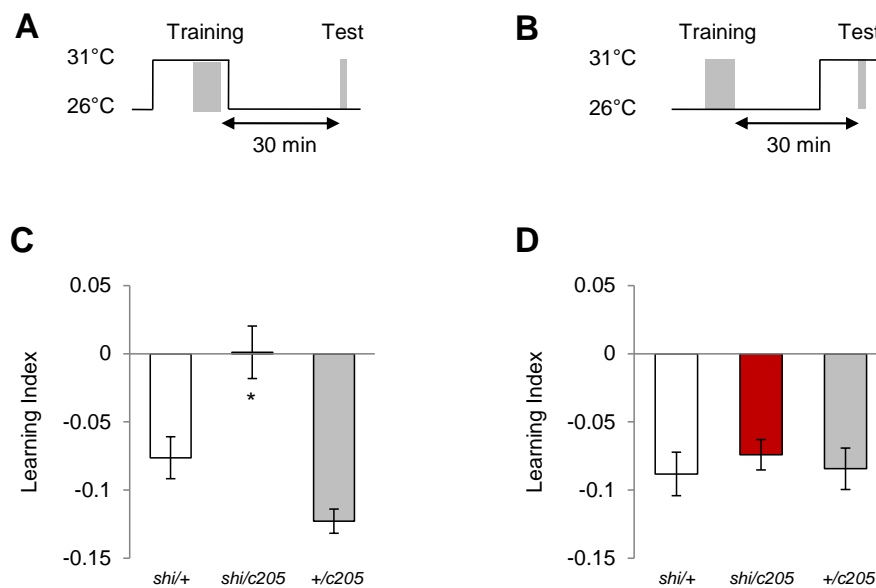 A
Training Test
31°C
26°C
30 min
B
Training Tes
31°C
26°C
30 min
C
0.05
0
-0.05
-0.1
-0.15
Learning Index
*
shi/+ shi/c205 +/c205
D
0.05
0
-0.05
-0.1
-0.15
Learning Index
shi/+ shi/c205 +/c205